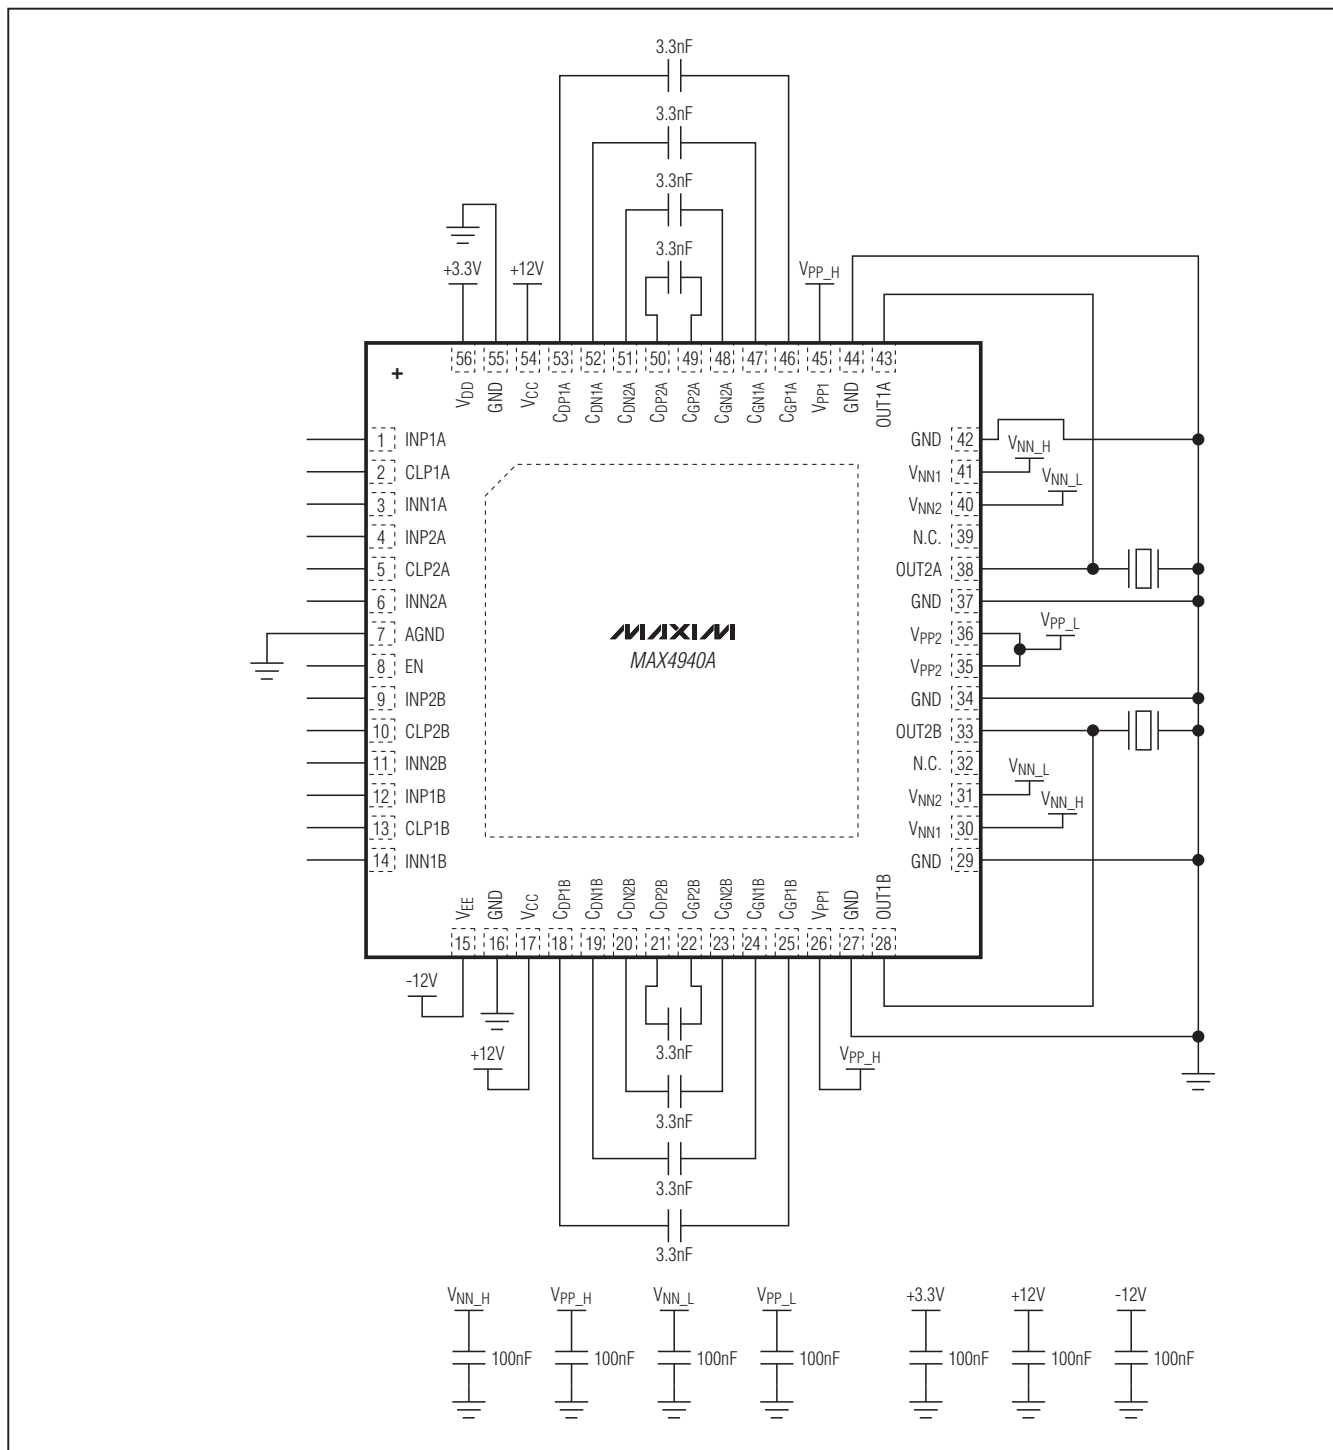 3.3nF
3.3nF
3.3nF
3.3nF
+3.3V
+12V
VPP_H
56 55 54 53 52 51 50 49 48 47 46 45 44 43
VDD GND VCC CDP1A CDN1A CDN2A CDP2A CGP2A CGN2A CGN1A CGP1A VPP1 GND OUT1A
+
1 INP1A
2 CLP1A
3 INN1A
4 INP2A
5 CLP2A
6 INN2A
7 AGND
8 EN
9 INP2B
10 CLP2B
11 INN2B
12 INP1B
13 CLP1B
14 INN1B
MAXIM
MAX4940A
GND 42
VNN_H
VNN1 41
VNN_L
VNN2 40
N.C. 39
OUT2A 38
GND 37
VPP_L
VPP2 36
VPP2 35
GND 34
OUT2B 33
N.C. 32
VNN_L
VNN2 31
VNN_H
VNN1 30
GND 29
VEE GND VCC CDP1B CDN1B CDN2B CDP2B CGP2B CGN2B CGN1B CGP1B VPP1 GND OUT1B
15 16 17 18 19 20 21 22 23 24 25 26 27 28
-12V
+12V
3.3nF
VPP_H
3.3nF
3.3nF
3.3nF
VNN_H VPP_H VNN_L VPP_L +3.3V +12V -12V
100nF 100nF 100nF 100nF 100nF 100nF 100nF